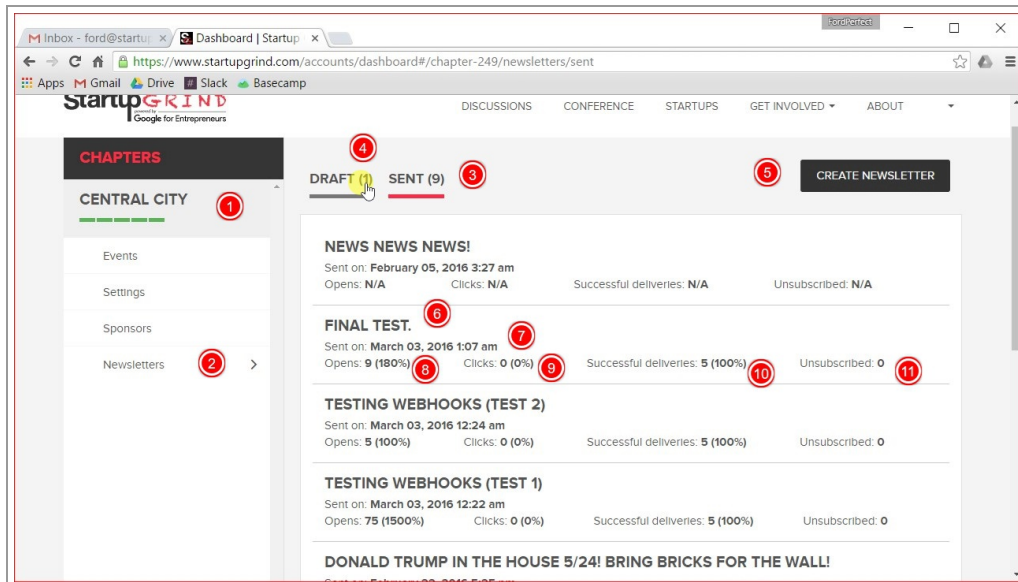 FordPerfect
M Inbox - ford@startup
S. Dashboard | Startup
https://www.startupgrind.com/accounts/dashboard#/chapter-249/newsletters/sent
Apps M Gmail Drive Slack Basecamp
StartupGRIND
powered by
Google for Entrepreneurs
DISCUSSIONS CONFERENCE STARTUPS GET INVOLVED ABOUT
4
CHAPTERS
DRAFT (1) SENT (9) 3 5 CREATE NEWSLETTER
CENTRAL CITY 1
NEWS NEWS NEWS!
Events
Sent on: February 05, 2016 3:27 am
Opens: N/A Clicks: N/A Successful deliveries: N/A Unsubscribed: N/A
Settings
6
FINAL TEST.
Sponsors
7
Sent on: March 03, 2016 1:07 am
Newsletters 2
Opens: 9 (180%) 8 Clicks: 0 (0%) 9 Successful deliveries: 5 (100%) 10 Unsubscribed: 0 11
TESTING WEBHOOKS (TEST 2)
Sent on: March 03, 2016 12:24 am
Opens: 5 (100%) Clicks: 0 (0%) Successful deliveries: 5 (100%) Unsubscribed: 0
TESTING WEBHOOKS (TEST 1)
Sent on: March 03, 2016 12:22 am
Opens: 75 (1500%) Clicks: 0 (0%) Successful deliveries: 5 (100%) Unsubscribed: 0
DONALD TRUMP IN THE HOUSE 5/24! BRING BRICKS FOR THE WALL!